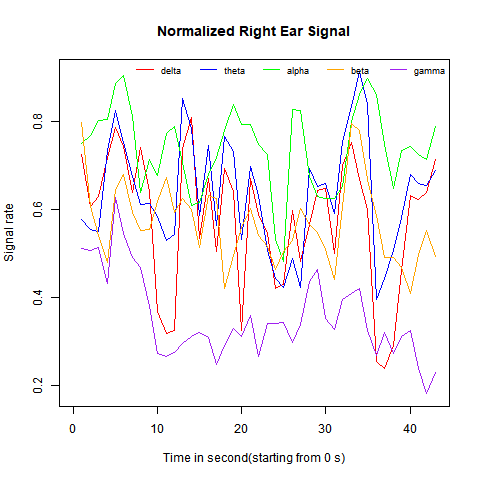 Normalized Right Ear Signal
delta theta alpha beta gamma
Signal rate
0.8
0.6
0.4
0.2
0 10 20 30 40
Time in second(starting from 0 s)